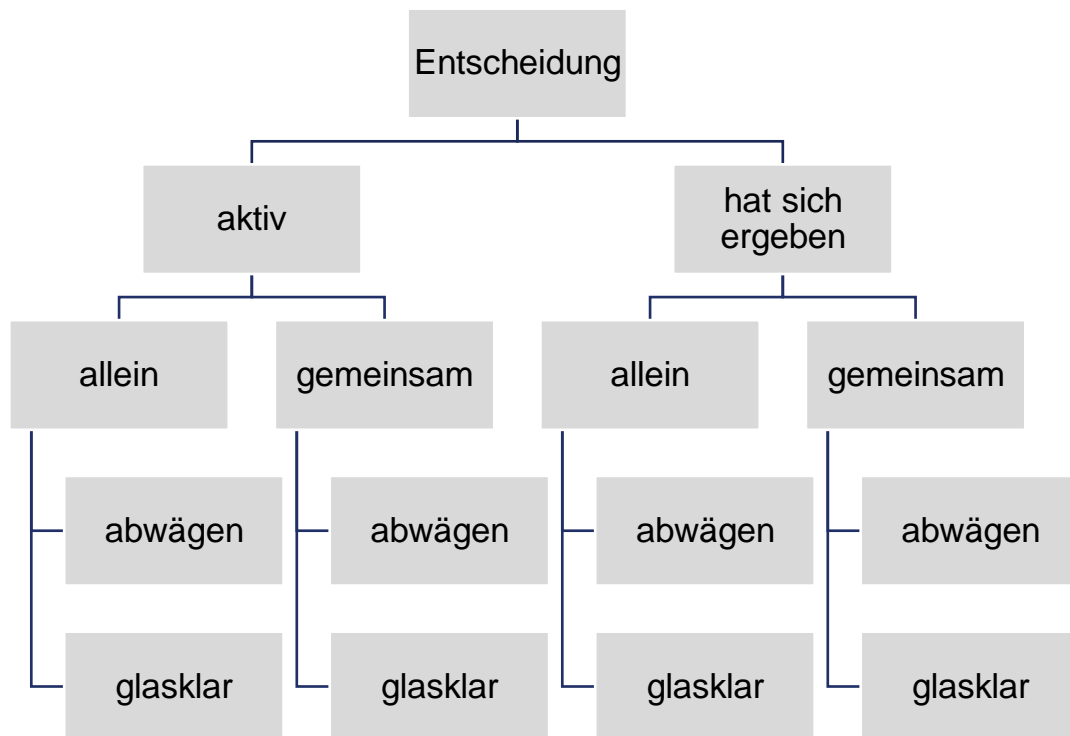 Entscheidung
aktiv
hat sich
ergeben
allein
gemeinsam
allein
gemeinsam
abwägen
abwägen
abwägen
abwägen
glasklar
glasklar
glasklar
glasklar